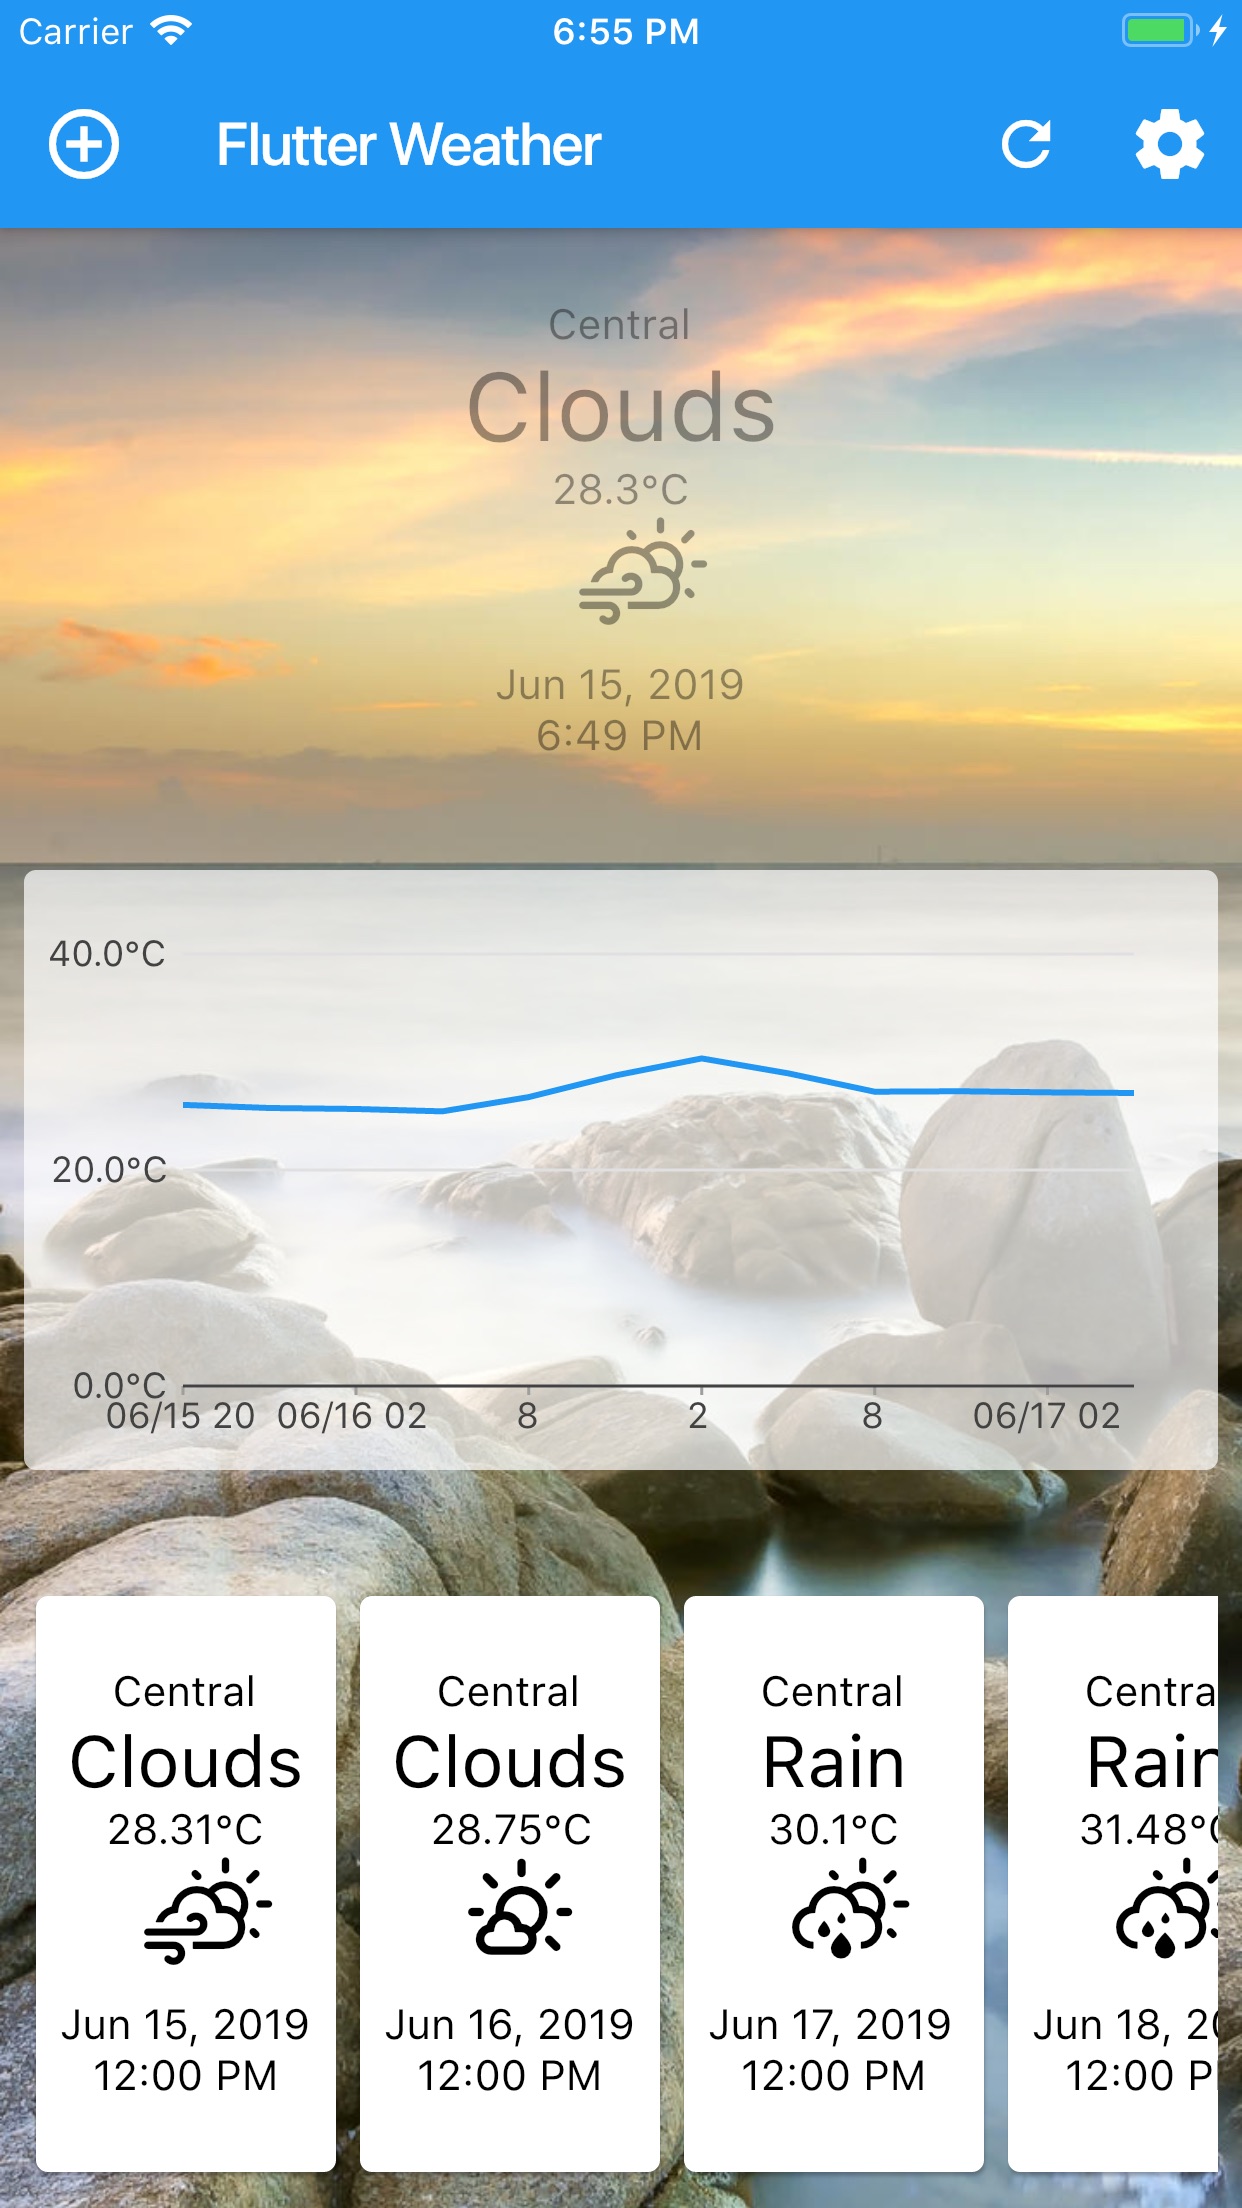 Carrier 6:55 PM
Flutter Weather
Central
Clouds
28.3°C
Jun 15, 2019
6:49 PM
40.0°C
20.0°C
0.0°C
06/15 20 06/16 02 8 2 8 06/17 02
Central
Clouds
28.31°C
Jun 15, 2019
12:00 PM
Central
Clouds
28.75°C
Jun 16, 2019
12:00 PM
Central
Rain
30.1°C
Jun 17, 2019
12:00 PM
Centra
Rain
31.48°C
Jun 18, 20
12:00 P